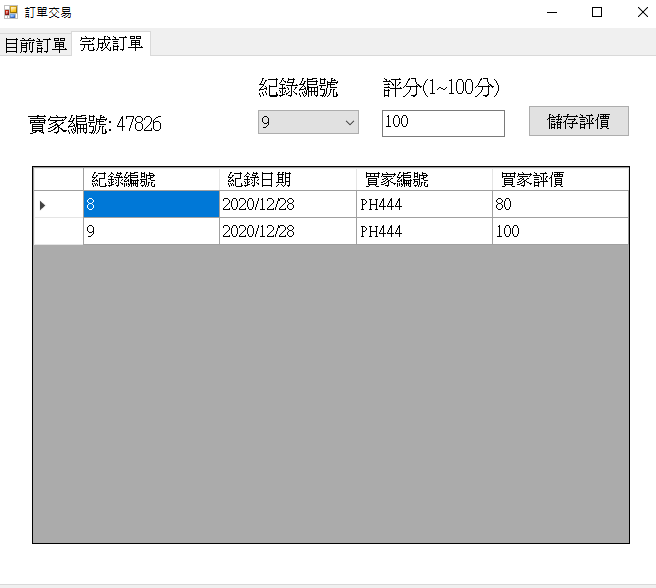 訂單交易
目前訂單 完成訂單
紀錄編號 評分(1~100分)
賣家編號: 47826 9 100 儲存評價
紀錄編號 紀錄日期 買家編號 買家評價
8 2020/12/28 PH444 80
9 2020/12/28 PH444 100